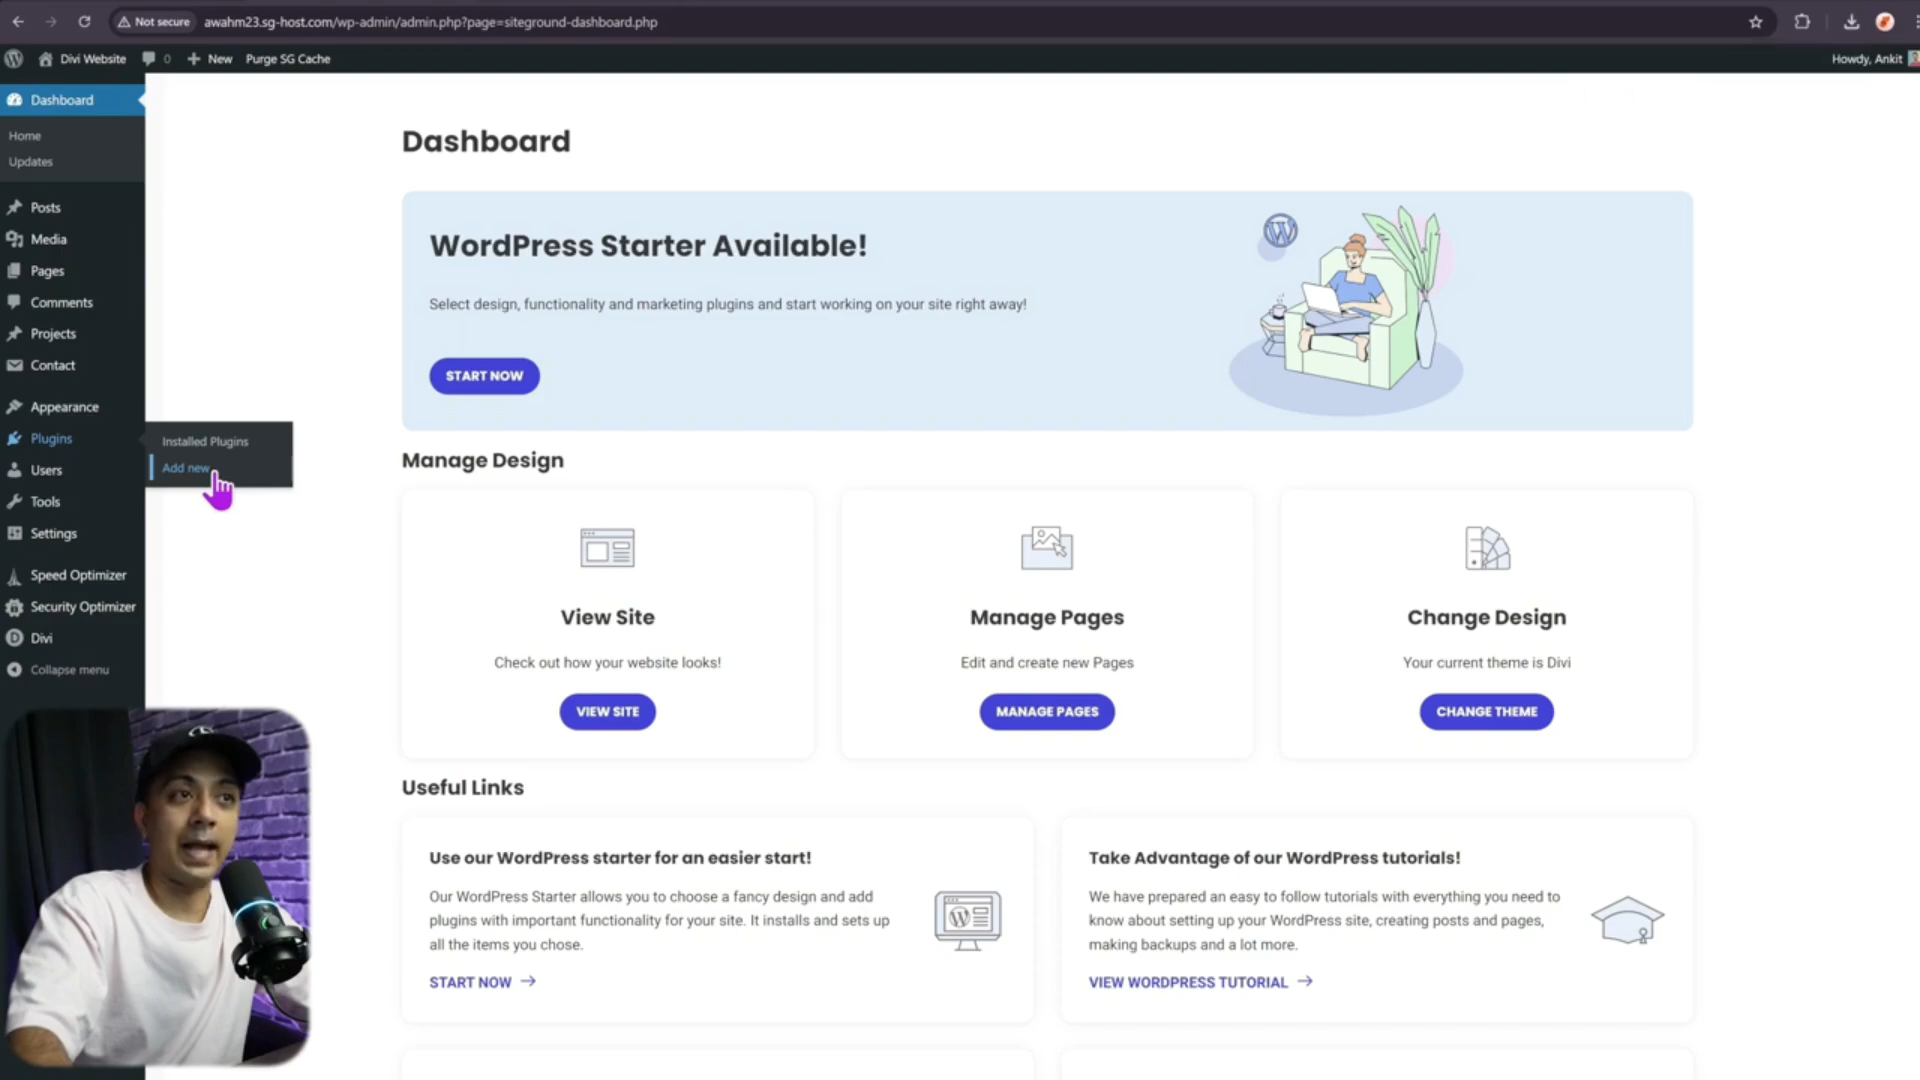 Not secure
awahm23.sg-host.com/wp-admin/admin.php?page=siteground-dashboard.php
Divi Website
0
New
Purge SG Cache
Howdy, Ankit
Dashboard
Home
Updates
Posts
Media
Pages
Comments
Projects
Contact
Appearance
Plugins
Installed Plugins
Add new
Users
Tools
Settings
Speed Optimizer
Security Optimizer
Divi
Collapse menu
Dashboard
WordPress Starter Available!
Select design, functionality and marketing plugins and start working on your site right away!
START NOW
Manage Design
View Site
Check out how your website looks!
VIEW SITE
Manage Pages
Edit and create new Pages
MANAGE PAGES
Change Design
Your current theme is Divi
CHANGE THEME
Useful Links
Use our WordPress starter for an easier start!
Our WordPress Starter allows you to choose a fancy design and add
plugins with important functionality for your site. It installs and sets up
all the items you chose.
START NOW
Take Advantage of our WordPress tutorials!
We have prepared an easy to follow tutorials with everything you need to
know about setting up your WordPress site, creating posts and pages,
making backups and a lot more.
VIEW WORDPRESS TUTORIAL